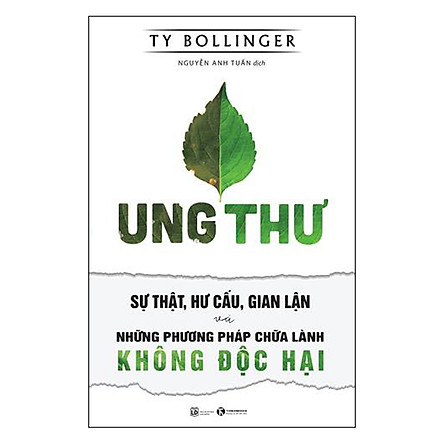 TY BOLLINGER
NGUYỄN ANH TUẤN dịch
UNG THƯ
SỰ THẬT, HƯ CẤU, GIAN LẬN
và
NHỮNG PHƯƠNG PHÁP CHỮA LÀNH
KHÔNG ĐỘC HẠI